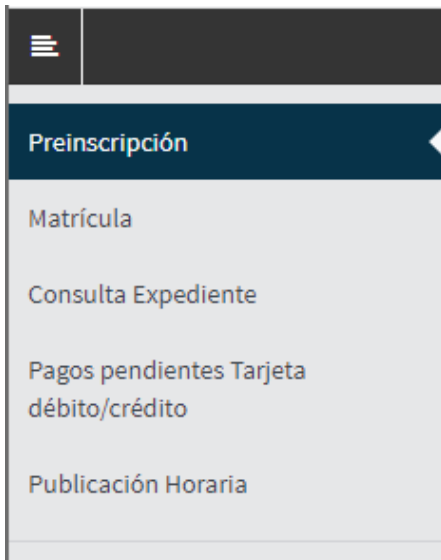 Preinscripción
Matrícula
Consulta Expediente
Pagos pendientes Tarjeta
débito/crédito
Publicación Horaria